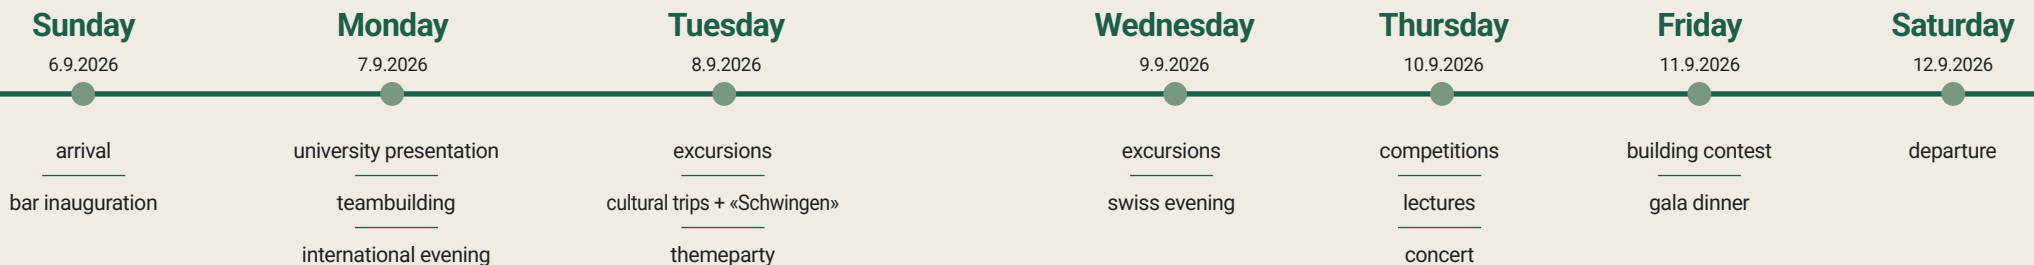 Sunday
6.9.2026
arrival
bar inauguration
Monday
7.9.2026
university presentation
teambuilding
international evening
Tuesday
8.9.2026
excursions
cultural trips + «Schwingen»
themeparty
Wednesday
9.9.2026
excursions
swiss evening
Thursday
10.9.2026
competitions
lectures
concert
Friday
11.9.2026
building contest
gala dinner
Saturday
12.9.2026
departure